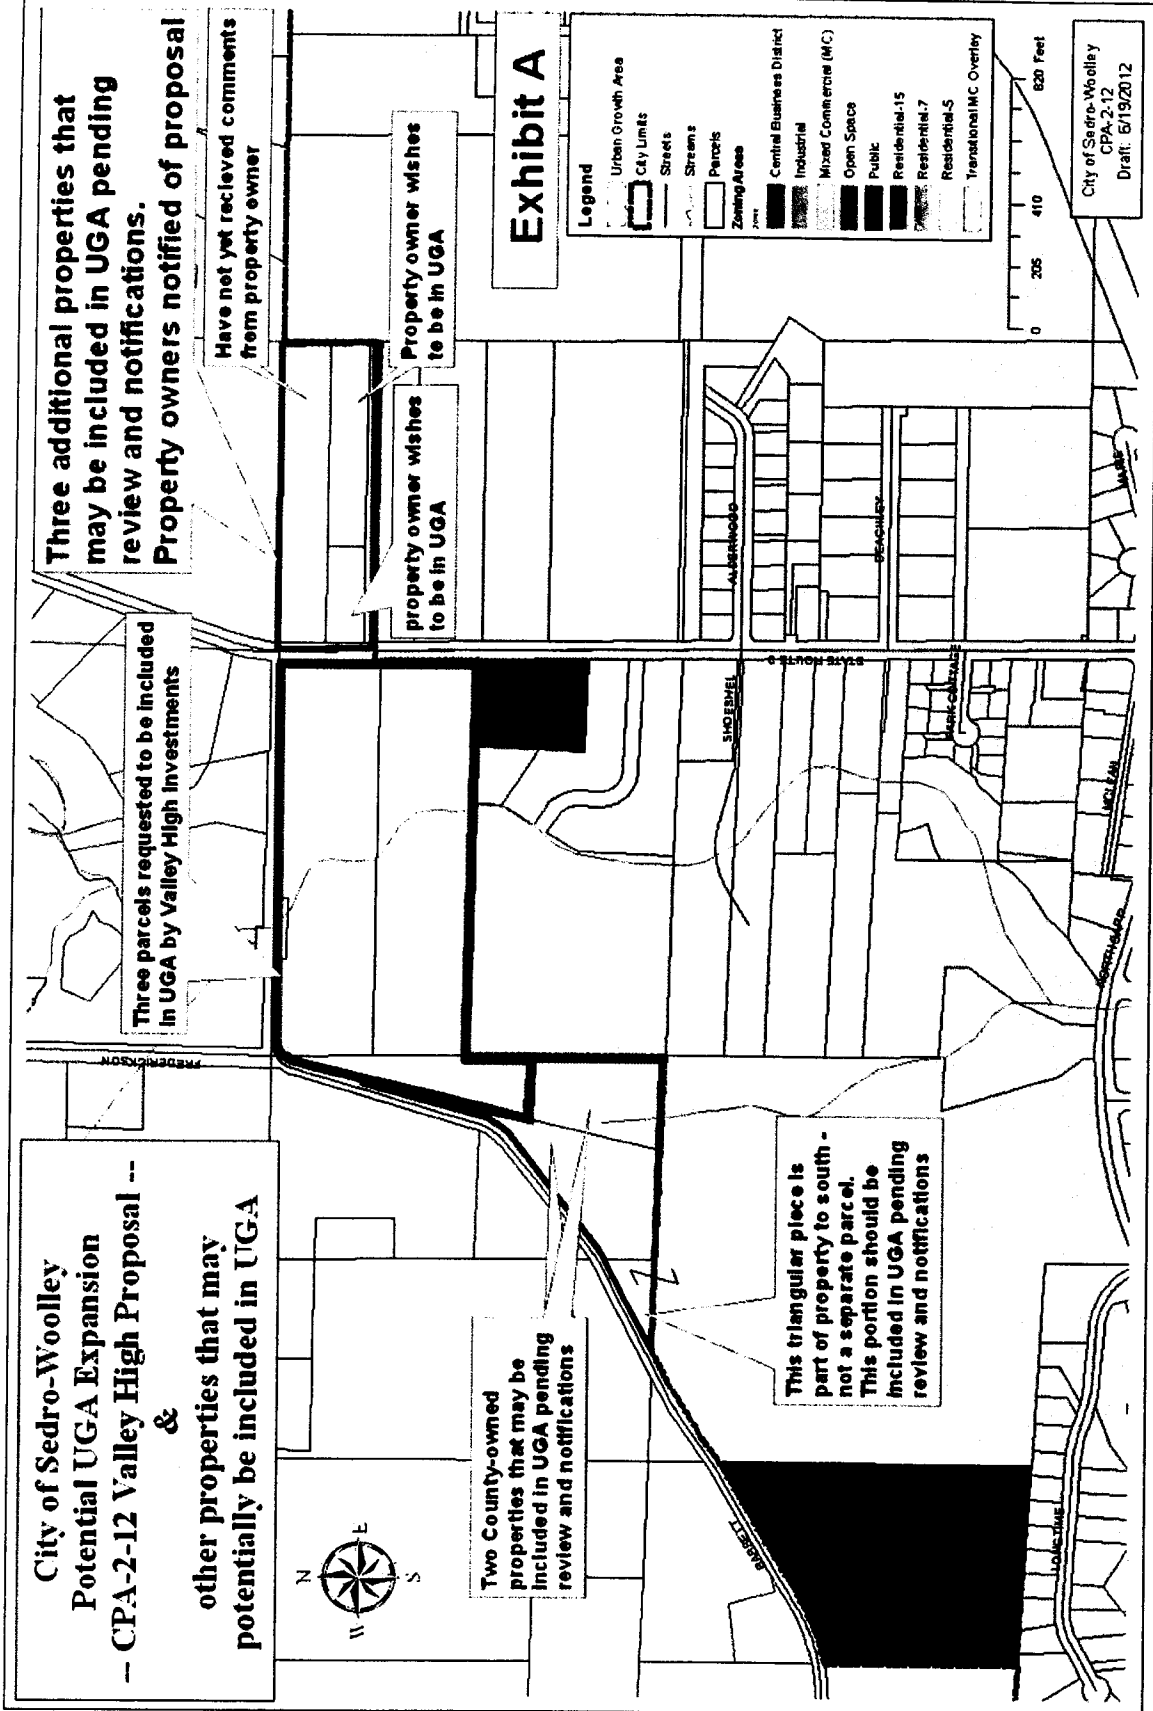 City of Sedro-Woolley
Potential UGA Expansion
-- CPA-2-12 Valley High Proposal --
&
other properties that may
potentially be included in UGA
N
W
E
S
Three parcels requested to be included
in UGA by Valley High Investments
Three additional properties that
may be included in UGA pending
review and notifications.
Property owners notified of proposal
Have not yet recieved comments
from property owner
property owner wishes
to be in UGA
Property owner wishes
to be in UGA
Two County-owned
properties that may be
included in UGA pending
review and notifications
This triangular piece is
part of property to south -
not a separate parcel.
This portion should be
included in UGA pending
review and notifications
FREDERICKSON
BASSETT
LONGTIME
SHOESHEL
ALDERWOOD
STATE ROUTE 9
BEACHLEY
PARK COTTAGE
MCLEAN
NORTHGARP
Exhibit A
Legend
Urban Growth Area
City Limits
Streets
Streams
Parcels
Zoning Areas
Central Business District
Industrial
Mixed Commercial (MC)
Open Space
Public
Residential-15
Residential-7
Residential-5
Transitional MC Overlay
0 205 410 820 Feet
City of Sedro-Woolley
CPA-2-12
Draft: 6/19/2012